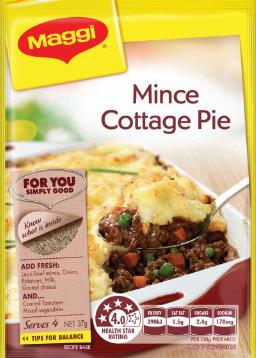 Maggi
Mince
Cottage Pie
FOR YOU
SIMPLY GOOD
Know
what is inside
ADD FRESH:
Lean Beef mince, Onion,
Potatoes, Milk,
Grated cheese
AND...
Canned Tomatoes,
Mixed vegetables
Serves 4 NET 37g
TIPS FOR BALANCE
RECIPE BASE
4.0
HEALTH STAR
RATING
ENERGY SAT FAT SUGARS SODIUM
390kJ 1.5g 2.4g 170mg
PER 100g PREPARED